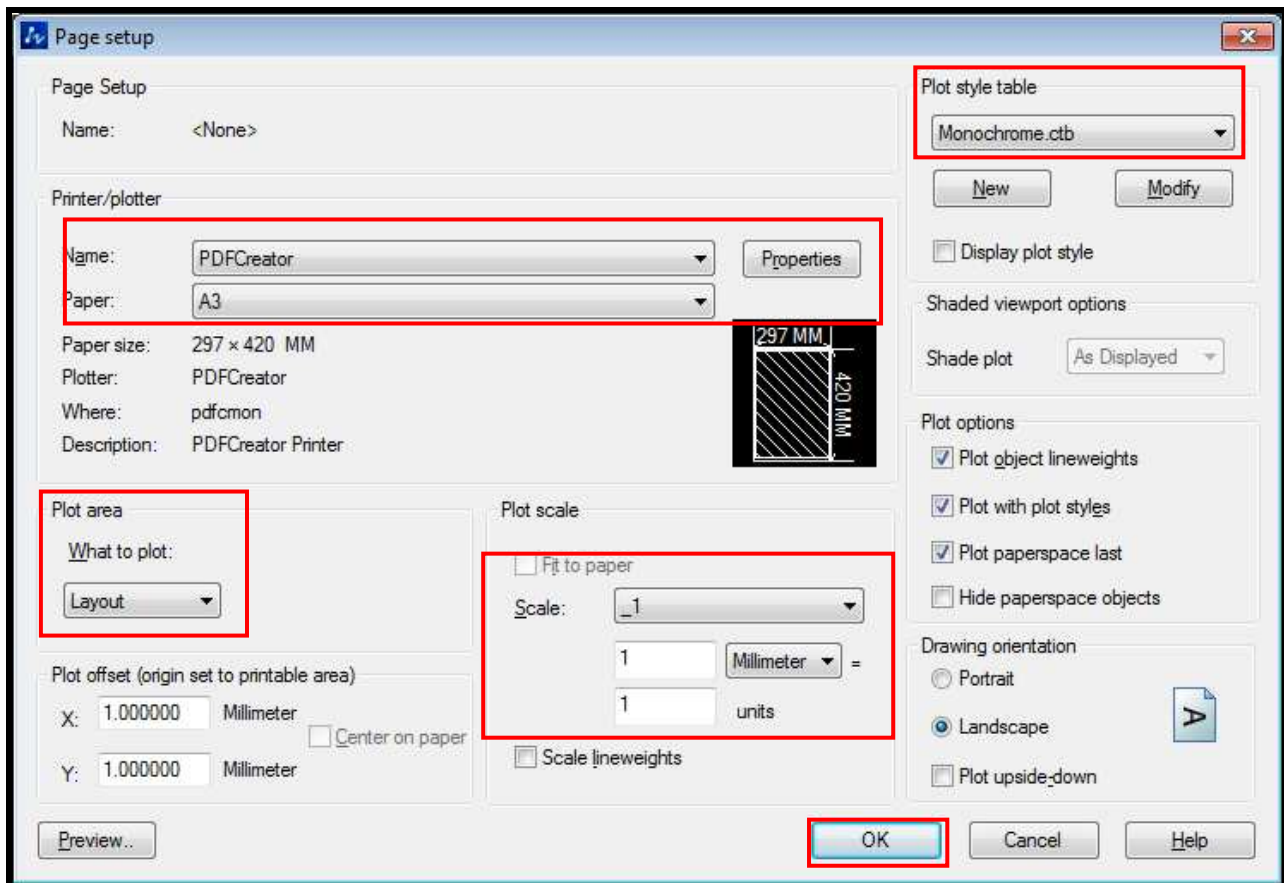 Page setup
Page Setup
Name: <None>
Printer/plotter
Name: PDFCreator Properties
Paper: A3
Paper size: 297 × 420 MM
Plotter: PDFCreator
Where: pdfcmon
Description: PDFCreator Printer
297 MM
420 MM
Plot area
What to plot:
Layout
Plot offset (origin set to printable area)
X: 1.000000 Millimeter
Center on paper
Y: 1.000000 Millimeter
Plot scale
Fit to paper
Scale: _1
1 Millimeter =
1 units
Scale lineweights
Plot style table
Monochrome.ctb
New Modify
Display plot style
Shaded viewport options
Shade plot As Displayed
Plot options
Plot object lineweights
Plot with plot styles
Plot paperspace last
Hide paperspace objects
Drawing orientation
Portrait
Landscape
A
Plot upside-down
Preview.. OK Cancel Help